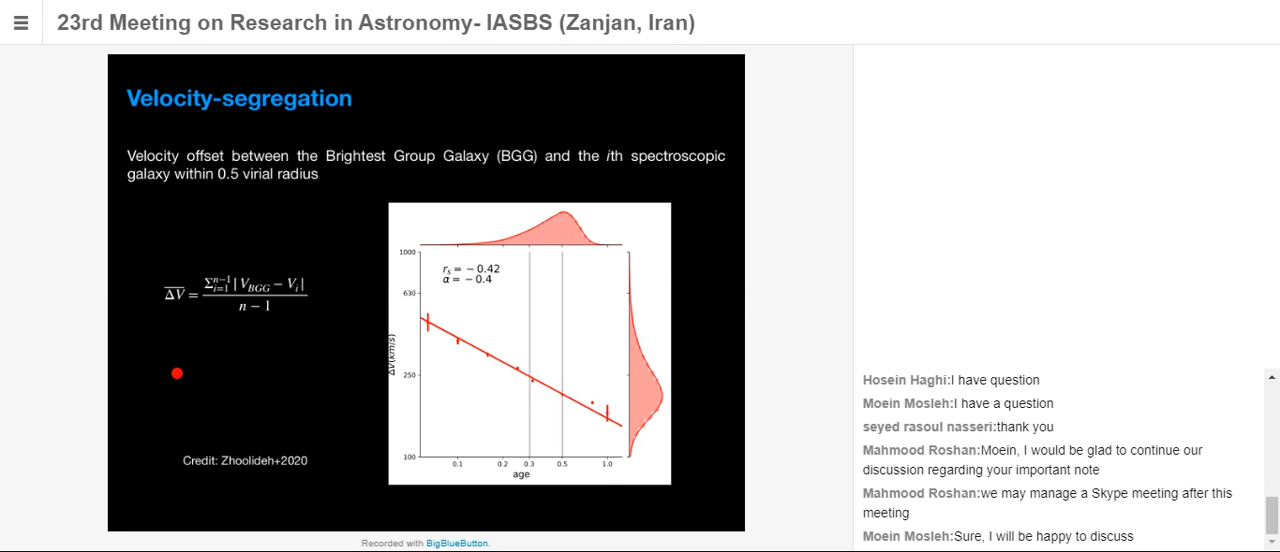 ☰ 23rd Meeting on Research in Astronomy- IASBS (Zanjan, Iran)
Velocity-segregation
Velocity offset between the Brightest Group Galaxy (BGG) and the ith spectroscopic
galaxy within 0.5 virial radius
ΔV̅ = Σᵢ₌₁ⁿ⁻¹ | V_BGG − Vᵢ | / n − 1
Credit: Zhoolideh+2020
rₛ = − 0.42
α = − 0.4
1000
630
250
100
ΔV(km/s)
0.1 0.2 0.3 0.5 1.0
age
Recorded with BigBlueButton.
Hosein Haghi:I have question
Moein Mosleh:I have a question
seyed rasoul nasseri:thank you
Mahmood Roshan:Moein, I would be glad to continue our
discussion regarding your important note
Mahmood Roshan:we may manage a Skype meeting after this
meeting
Moein Mosleh:Sure, I will be happy to discuss